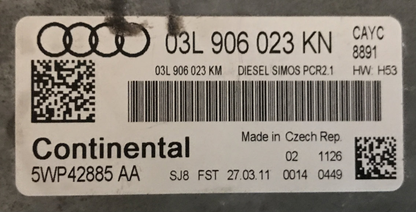 03L 906 023 KN CAYC
8891
03L 906 023 KM DIESEL SIMOS PCR2.1 HW: H53
Continental
Made in Czech Rep.
02 1126
5WP42885 AA SJ8 FST 27.03.11 0014 0449